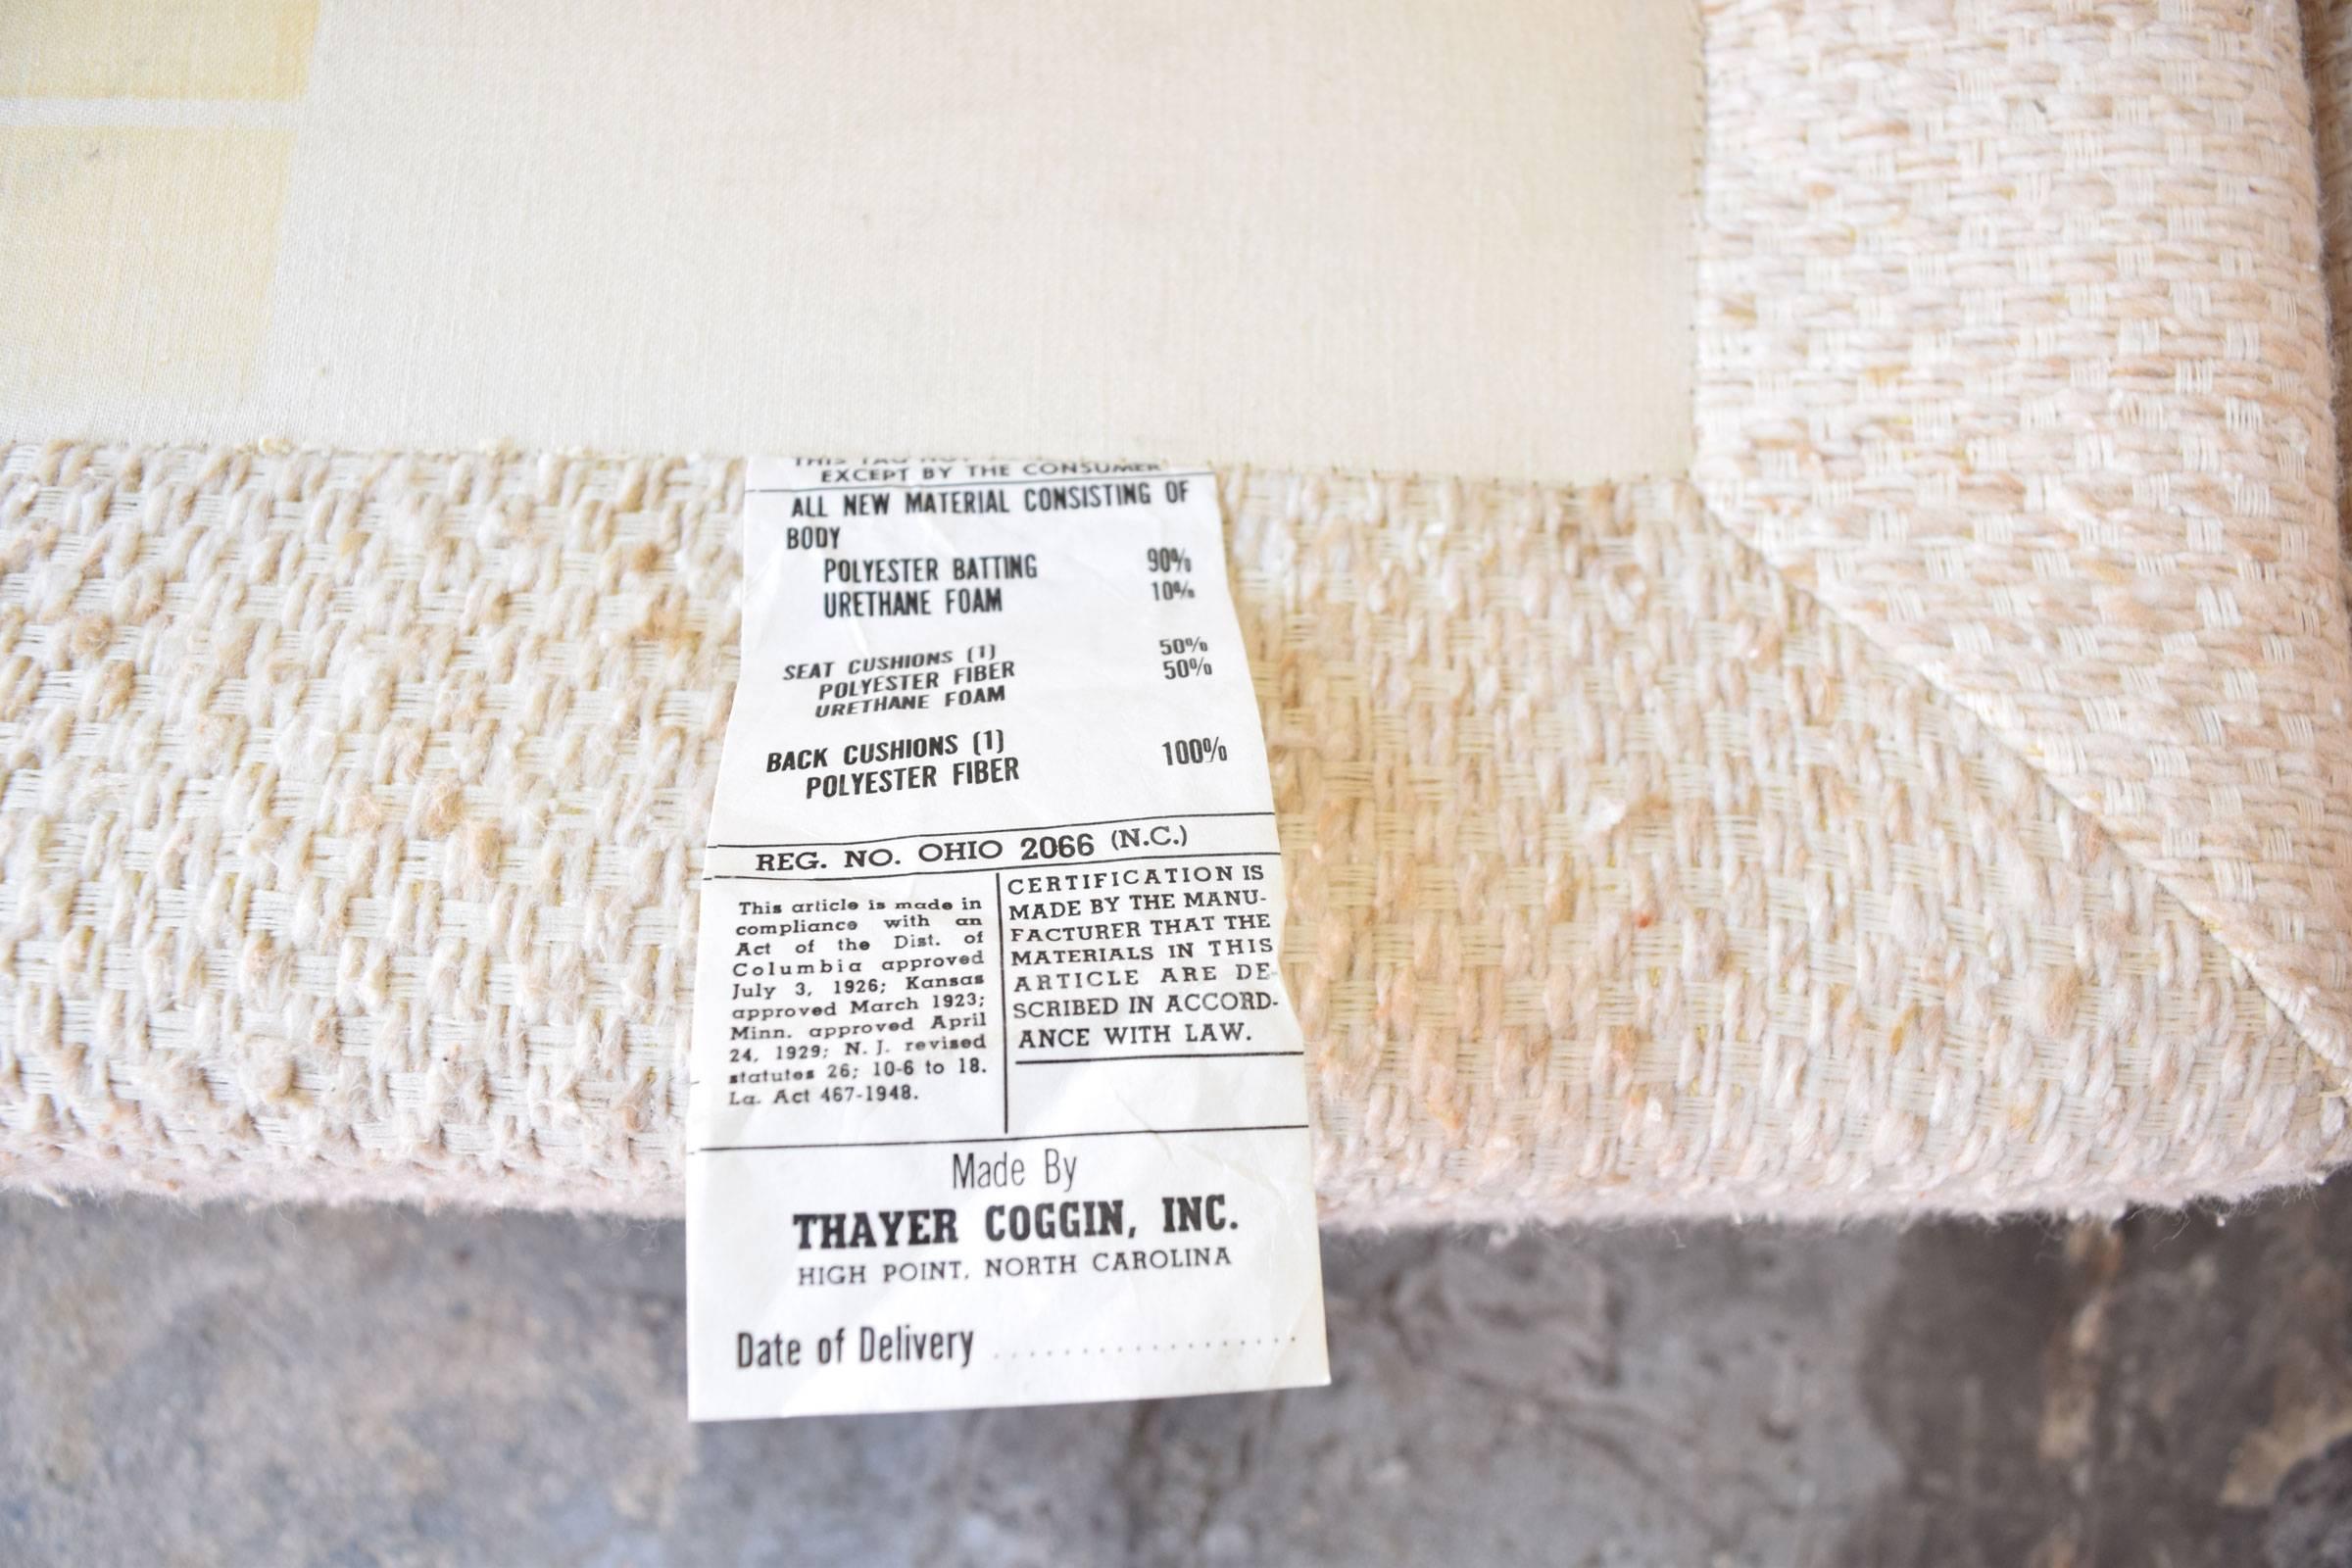 THIS TAG NOT
EXCEPT BY THE CONSUMER
ALL NEW MATERIAL CONSISTING OF
BODY
POLYESTER BATTING 90%
URETHANE FOAM 10%
SEAT CUSHIONS (1) 50%
POLYESTER FIBER 50%
URETHANE FOAM
BACK CUSHIONS (1) 100%
POLYESTER FIBER
REG. NO. OHIO 2066 (N.C.)
This article is made in
compliance with an
Act of the Dist. of
Columbia approved
July 3, 1926; Kansas
approved March 1923;
Minn. approved April
24, 1929; N. J. revised
statutes 26; 10-6 to 18.
La. Act 467-1948.
CERTIFICATION IS
MADE BY THE MANU-
FACTURER THAT THE
MATERIALS IN THIS
ARTICLE ARE DE-
SCRIBED IN ACCORD-
ANCE WITH LAW.
Made By
THAYER COGGIN, INC.
HIGH POINT, NORTH CAROLINA
Date of Delivery ..................